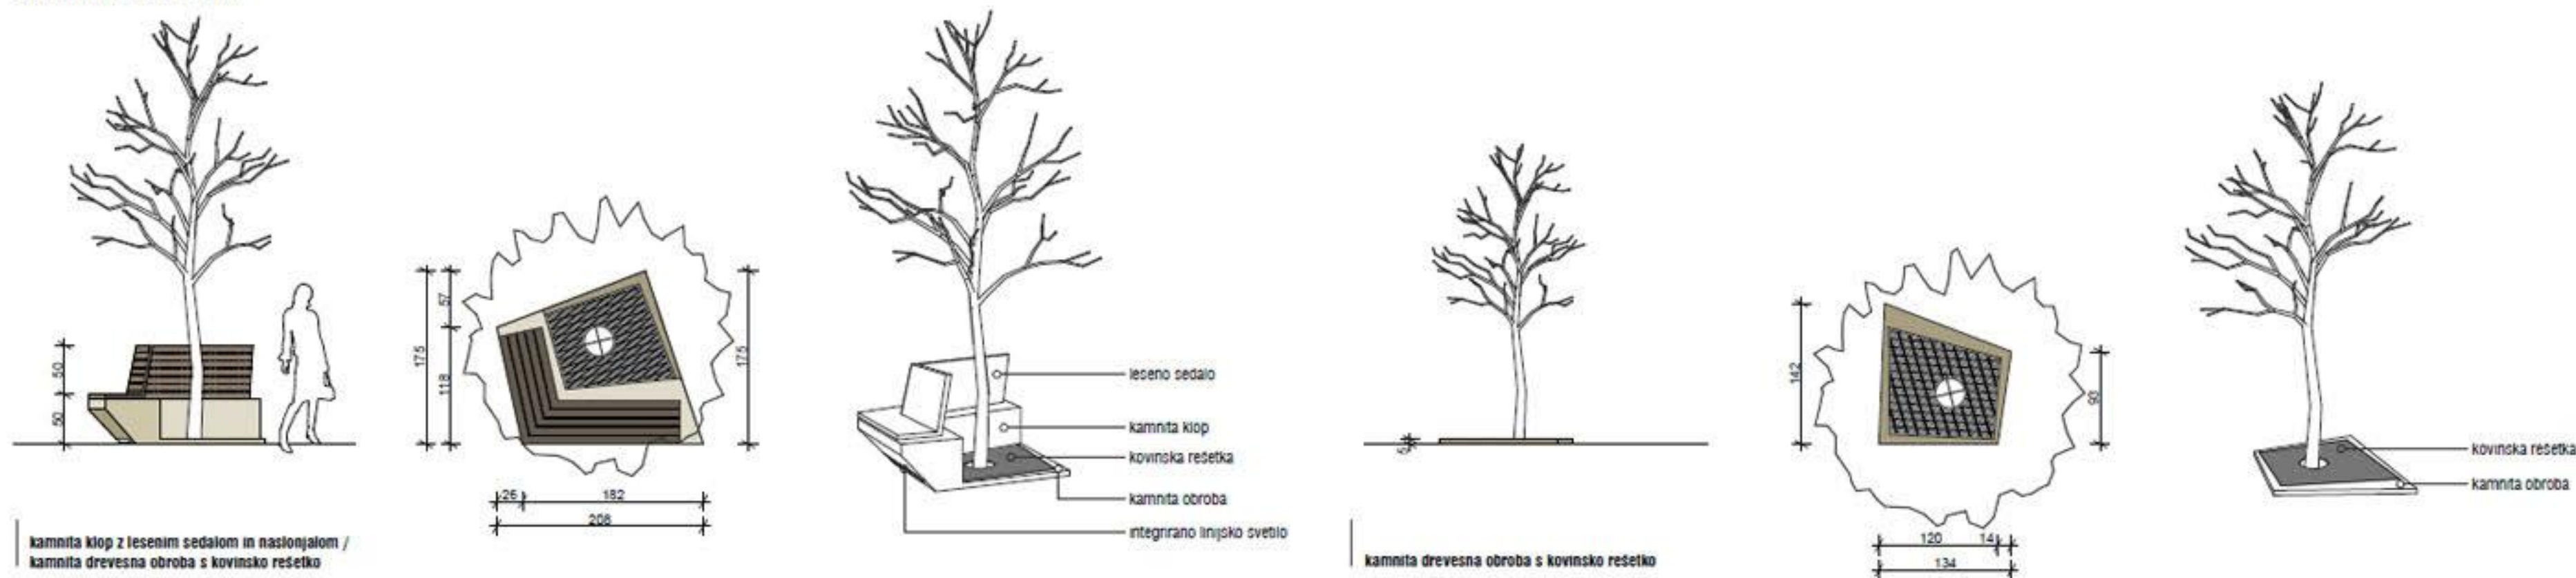 50
50
175
57
118
175
26
182
208
leseno sedalo
kamnita klop
kovinska rešetka
kamnita obroba
integrirano linijsko svetilo
kamnita klop z lesenim sedalom in naslonjalom /
kamnita drevesna obroba s kovinsko rešetko
5
142
93
120
14
134
kovinska rešetka
kamnita obroba
kamnita drevesna obroba s kovinsko rešetko